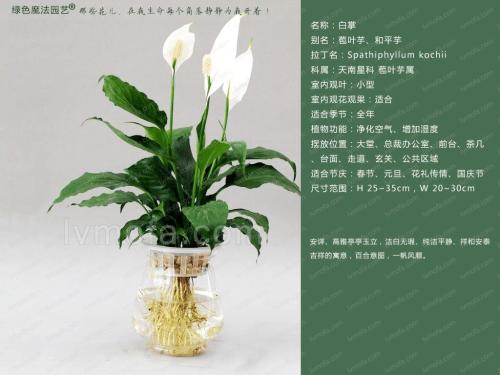 绿色魔法园艺® 那些花儿，在我生命每个角落静静为我开着！
名称：白掌
别名：苞叶芋、和平芋
拉丁名：Spathiphyllum kochii
科属：天南星科 苞叶芋属
室内观叶：小型
室内观花观果：适合
适合季节：全年
植物功能：净化空气、增加湿度
摆放位置：大堂、总裁办公室、前台、茶几
、台面、走道、玄关、公共区域
适合节庆：春节、元旦、花礼传情、国庆节
尺寸范围：H 25~35cm，W 20~30cm
安详、高雅亭亭玉立，洁白无瑕、纯洁平静、祥和安泰
吉祥的寓意，百合意图，一帆风顺。
lvmofa.com